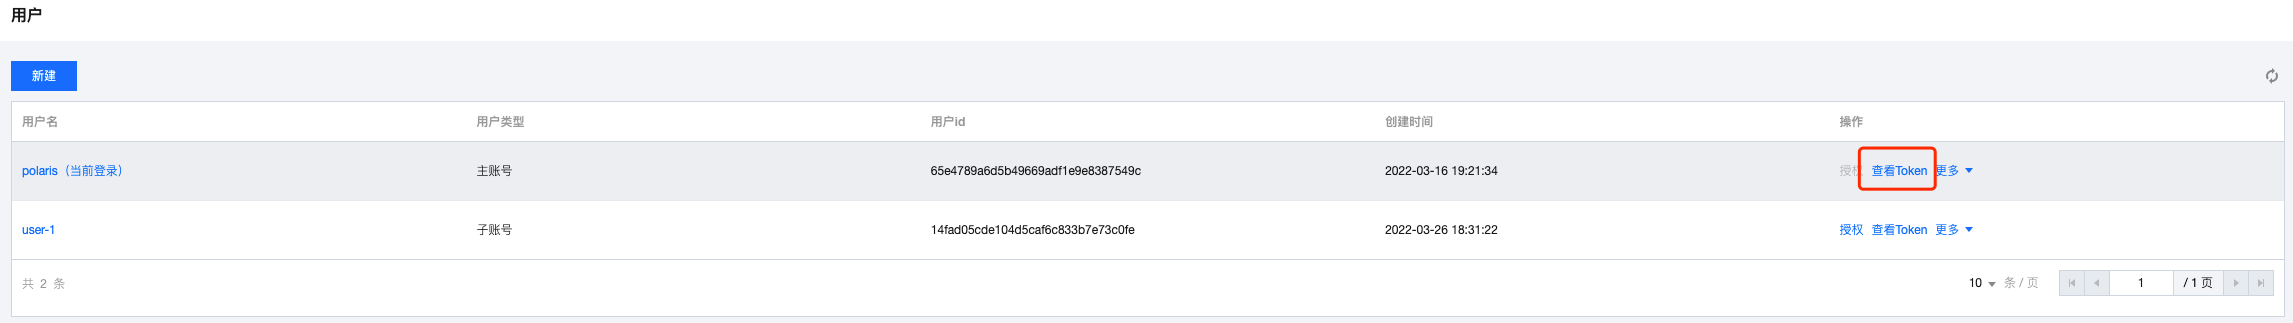 用户
新建
用户名 用户类型 用户id 创建时间 操作
polaris（当前登录） 主账号 65e4789a6d5b49669adf1e9e8387549c 2022-03-16 19:21:34 授权 查看Token 更多
user-1 子账号 14fad05cde104d5caf6c833b7e73c0fe 2022-03-26 18:31:22 授权 查看Token 更多
共 2 条 10 条 / 页 1 / 1 页